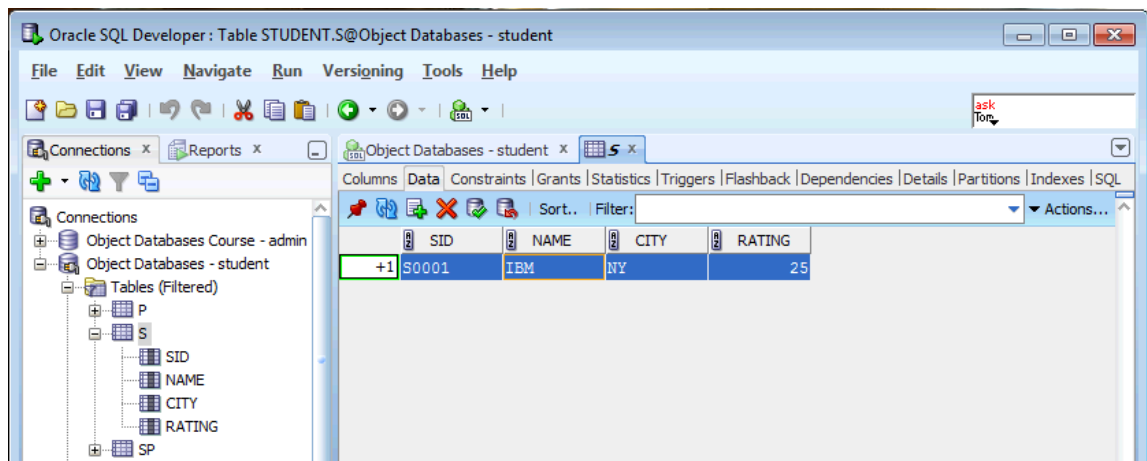 Oracle SQL Developer : Table STUDENT.S@Object Databases - student
File Edit View Navigate Run Versioning Tools Help
SQL
ask
Tom
Connections x Reports x
Object Databases - student x S x
Columns Data Constraints | Grants | Statistics | Triggers | Flashback | Dependencies | Details | Partitions | Indexes | SQL
Sort.. Filter: Actions...
Connections
SID NAME CITY RATING
Object Databases Course - admin
+1 S0001 IBM NY 25
Object Databases - student
Tables (Filtered)
P
S
SID
NAME
CITY
RATING
SP